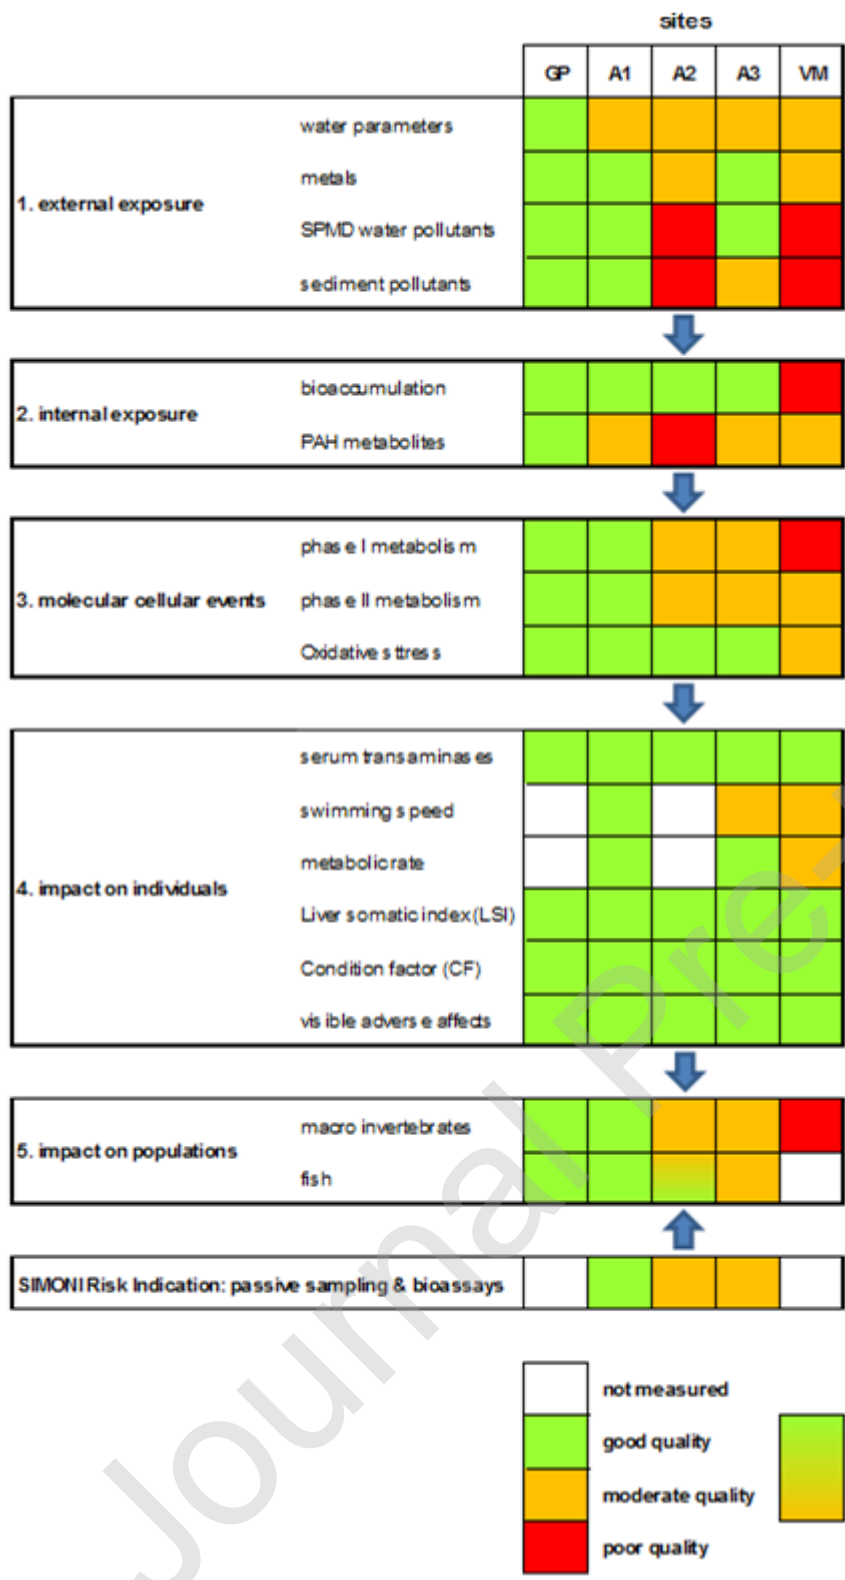 sites
GP A1 A2 A3 VM
water parameters
metals
1. external exposure
SPMD water pollutants
sediment pollutants
bioaccumulation
2. internal exposure
PAH metabolites
phase I metabolism
3. molecular cellular events
phase II metabolism
Oxidative sttress
serum transaminases
swimming speed
metabolic rate
4. impact on individuals
Liver somatic index (LSI)
Condition factor (CF)
visible adverse affects
macro invertebrates
5. impact on populations
fish
SIMONI Risk Indication: passive sampling & bioassays
not measured
good quality
moderate quality
poor quality
Journal Pre-